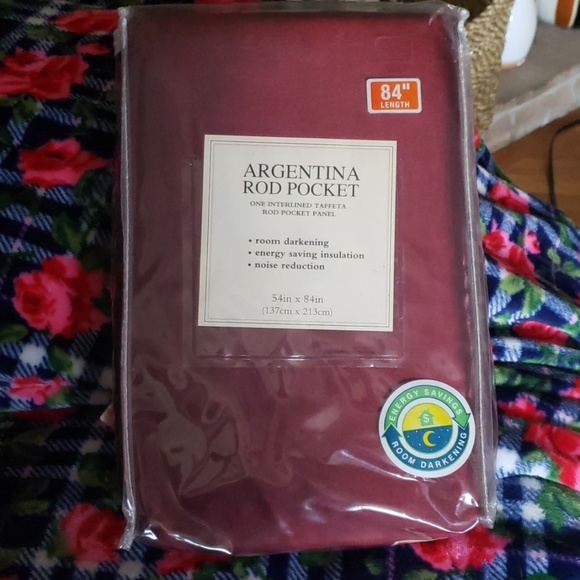 84"
LENGTH
ARGENTINA
ROD POCKET
ONE INTERLINED TAFFETA
ROD POCKET PANEL
• room darkening
• energy saving insulation
• noise reduction
54in x 84in
(137cm x 213cm)
ENERGY SAVINGS
$
ROOM DARKENING